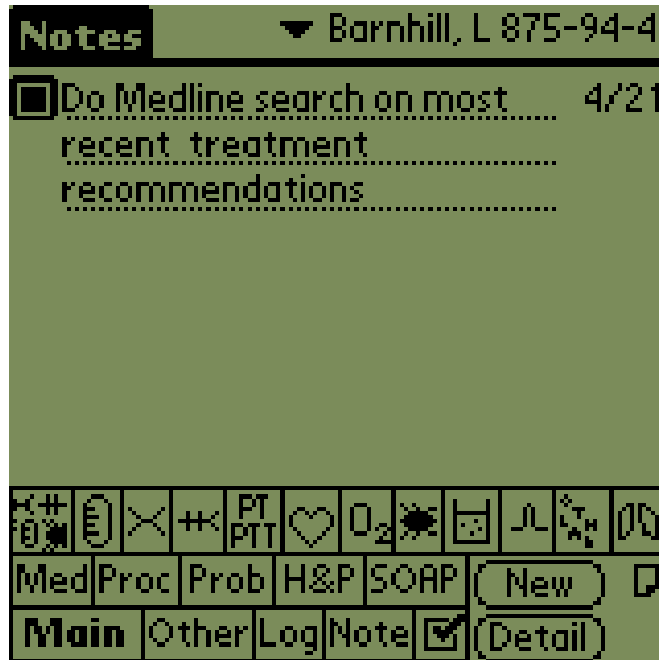 Notes
Barnhill, L 875-94-4
Do Medline search on most 4/21
recent treatment
recommendations
PT
PTT
O2
Med Proc Prob H&P SOAP New
Main Other Log Note Detail